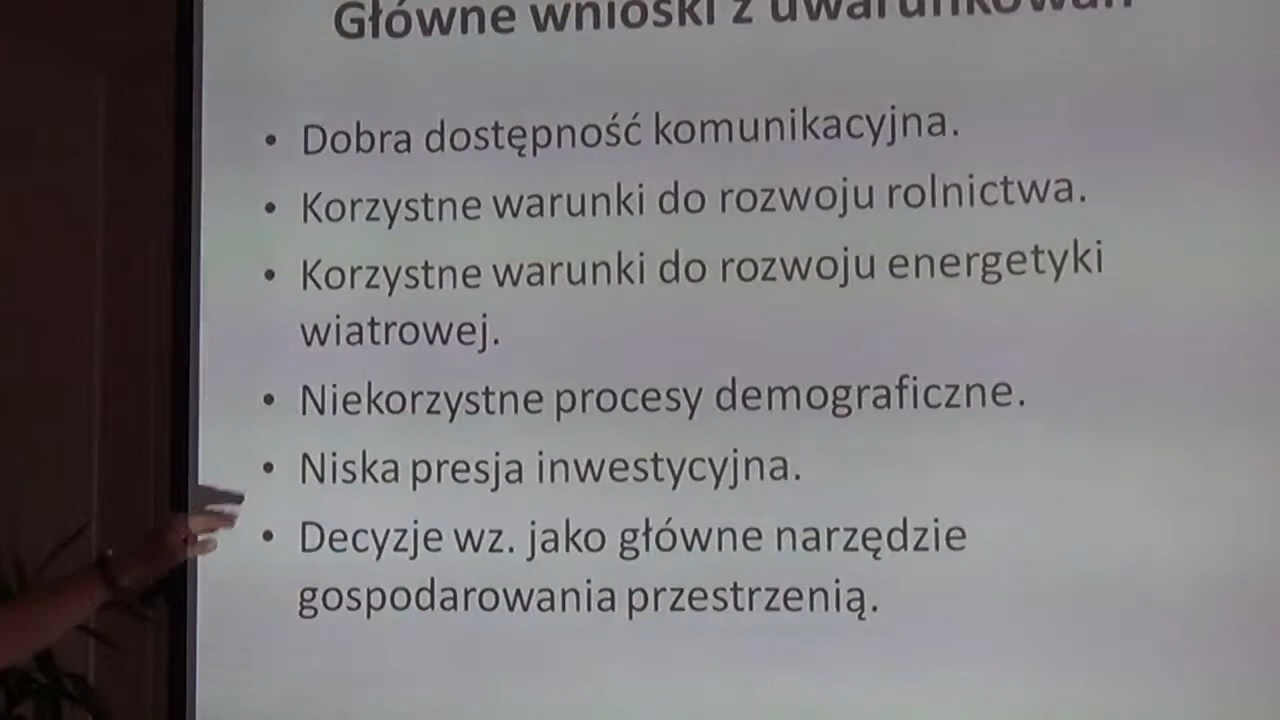 Główne wnioski z uwarunkowań
• Dobra dostępność komunikacyjna.
• Korzystne warunki do rozwoju rolnictwa.
• Korzystne warunki do rozwoju energetyki
wiatrowej.
• Niekorzystne procesy demograficzne.
• Niska presja inwestycyjna.
• Decyzje wz. jako główne narzędzie
gospodarowania przestrzenią.